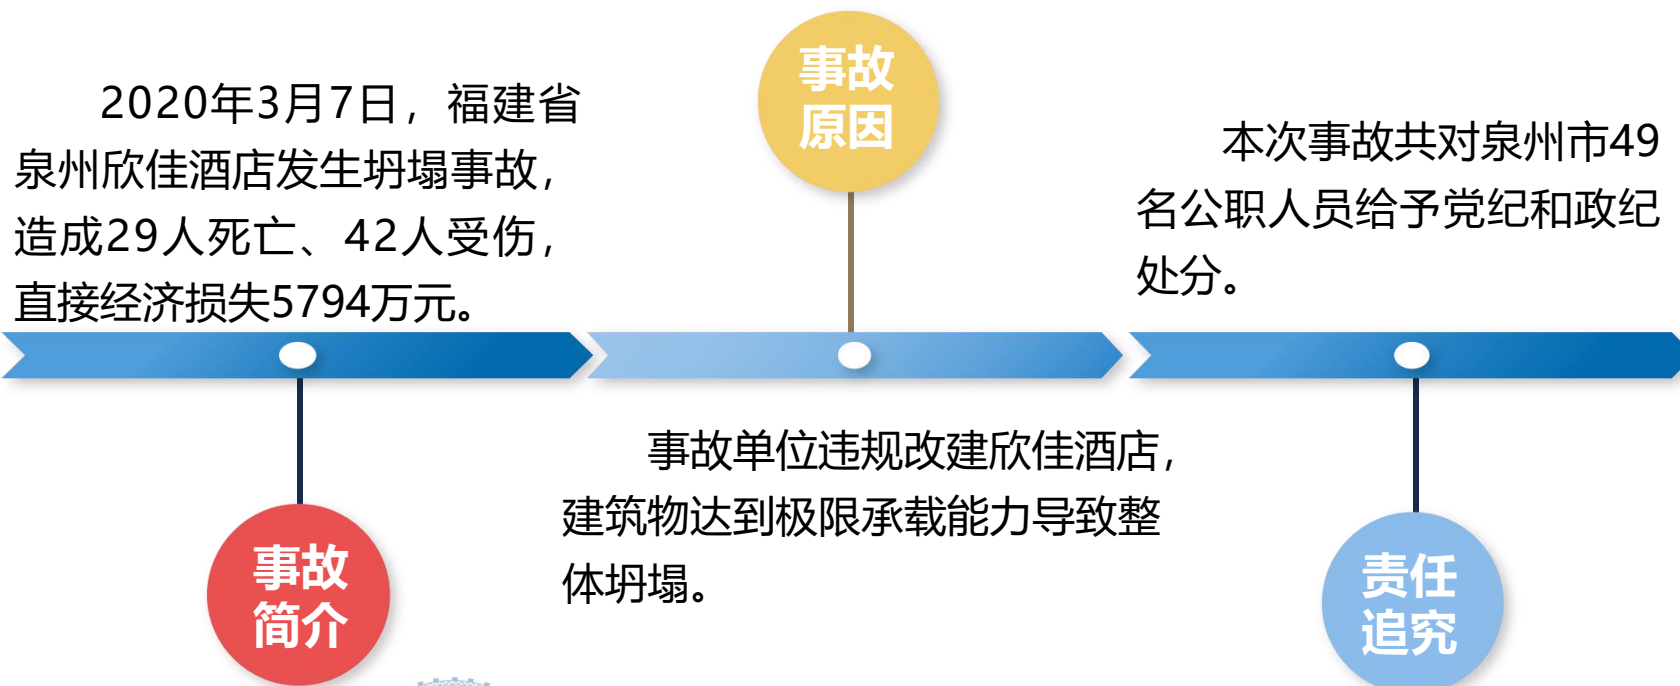 2020年3月7日，福建省
泉州欣佳酒店发生坍塌事故，
造成29人死亡、42人受伤，
直接经济损失5794万元。
事故
简介
事故
原因
事故单位违规改建欣佳酒店，
建筑物达到极限承载能力导致整
体坍塌。
本次事故共对泉州市49
名公职人员给予党纪和政纪
处分。
责任
追究